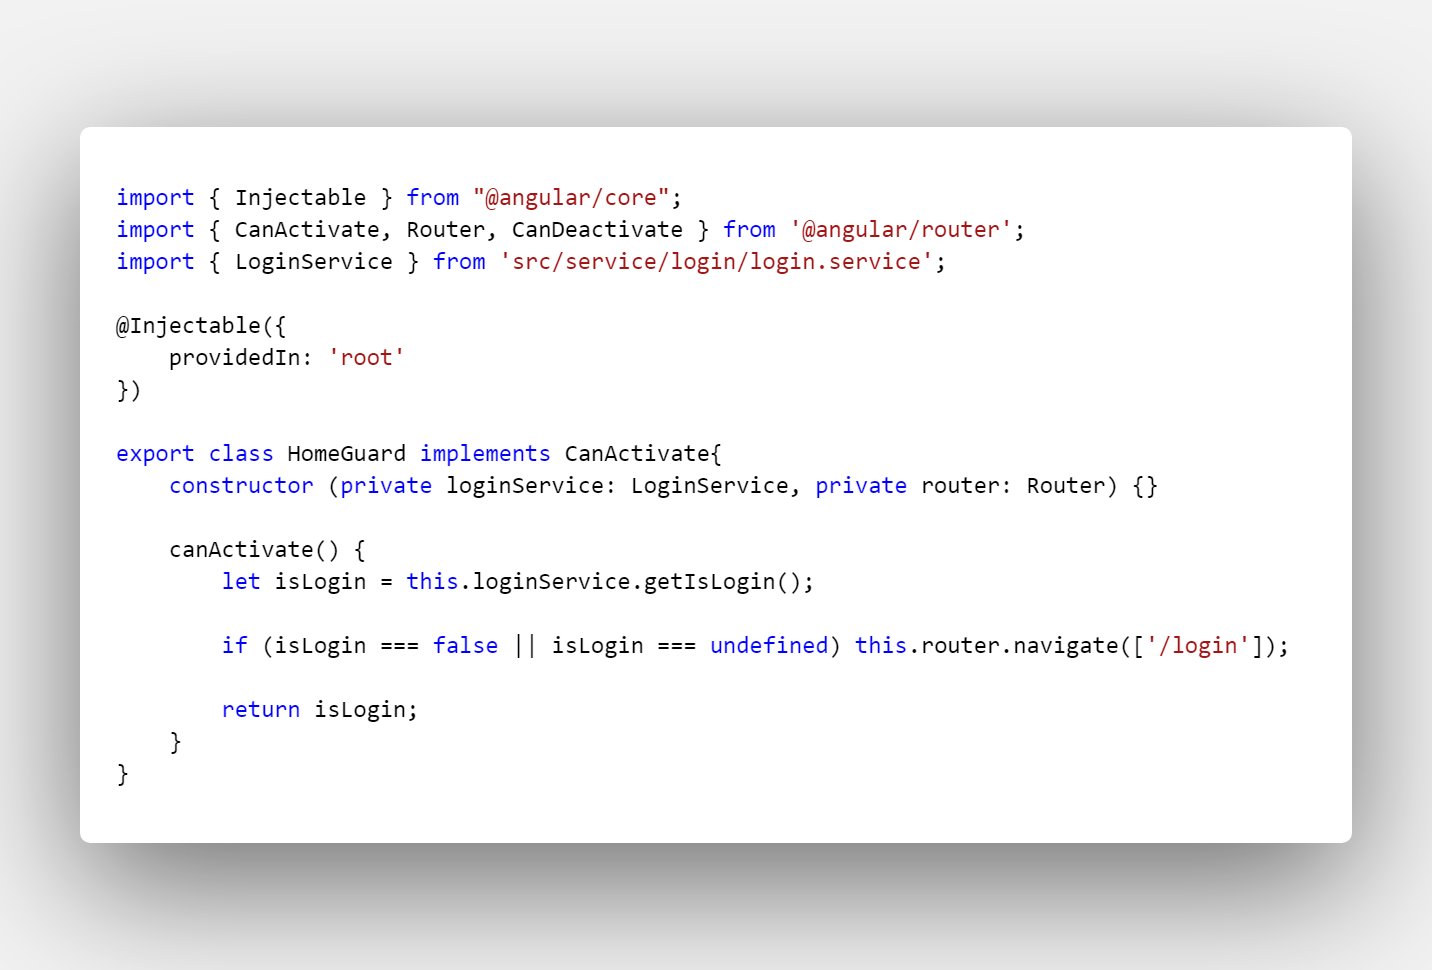 import { Injectable } from "@angular/core";
import { CanActivate, Router, CanDeactivate } from '@angular/router';
import { LoginService } from 'src/service/login/login.service';

@Injectable({
    providedIn: 'root'
})

export class HomeGuard implements CanActivate{
    constructor (private loginService: LoginService, private router: Router) {}

    canActivate() {
        let isLogin = this.loginService.getIsLogin();

        if (isLogin === false || isLogin === undefined) this.router.navigate(['/login']);

        return isLogin;
    }
}